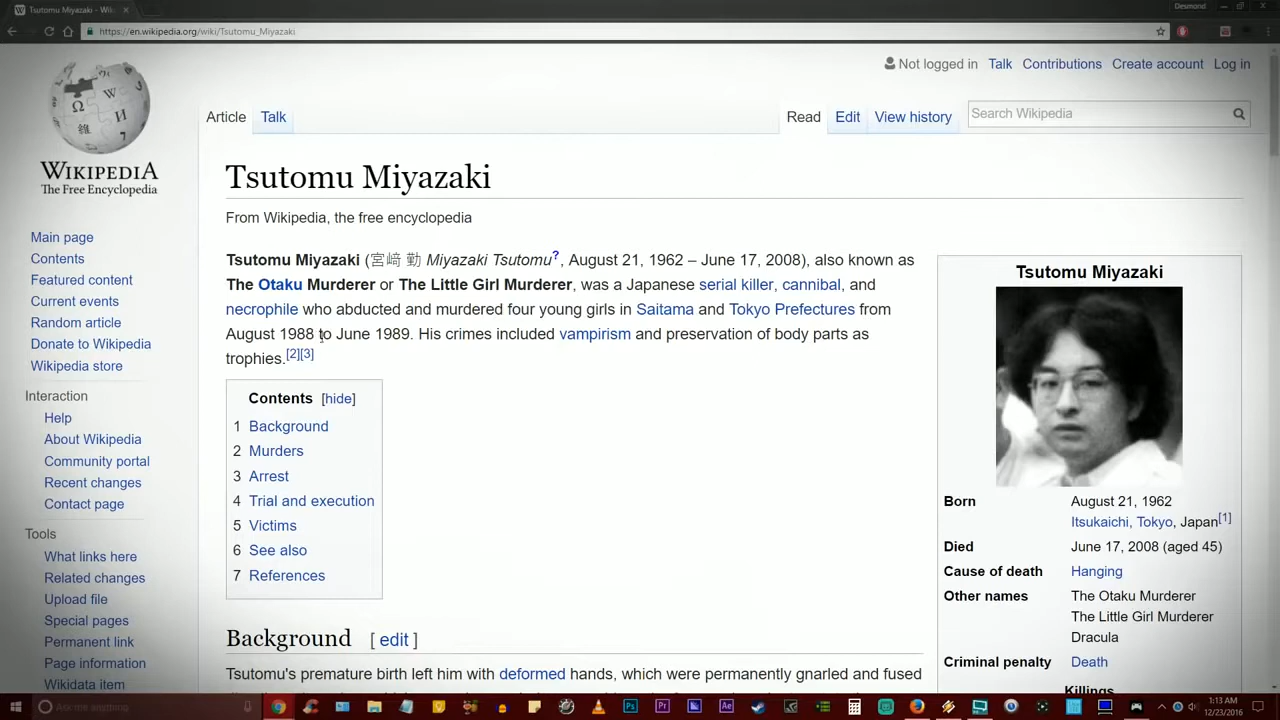 Tsutomu Miyazaki - Wiki
Desmond
https://en.wikipedia.org/wiki/Tsutomu_Miyazaki
Not logged in Talk Contributions Create account Log in
Article Talk Read Edit View history Search Wikipedia
WIKIPEDIA
The Free Encyclopedia
Main page
Contents
Featured content
Current events
Random article
Donate to Wikipedia
Wikipedia store
Interaction
Help
About Wikipedia
Community portal
Recent changes
Contact page
Tools
What links here
Related changes
Upload file
Special pages
Permanent link
Page information
Wikidata item
Tsutomu Miyazaki
From Wikipedia, the free encyclopedia
Tsutomu Miyazaki (宮﨑 勤 Miyazaki Tsutomu?, August 21, 1962 – June 17, 2008), also known as
The Otaku Murderer or The Little Girl Murderer, was a Japanese serial killer, cannibal, and
necrophile who abducted and murdered four young girls in Saitama and Tokyo Prefectures from
August 1988 to June 1989. His crimes included vampirism and preservation of body parts as
trophies.[2][3]
Contents [hide]
1 Background
2 Murders
3 Arrest
4 Trial and execution
5 Victims
6 See also
7 References
Background [ edit ]
Tsutomu's premature birth left him with deformed hands, which were permanently gnarled and fused
Tsutomu Miyazaki
Born August 21, 1962
Itsukaichi, Tokyo, Japan[1]
Died June 17, 2008 (aged 45)
Cause of death Hanging
Other names The Otaku Murderer
The Little Girl Murderer
Dracula
Criminal penalty Death
Killings
Ask me anything
Ps Pr Ae
1:13 AM
12/23/2016